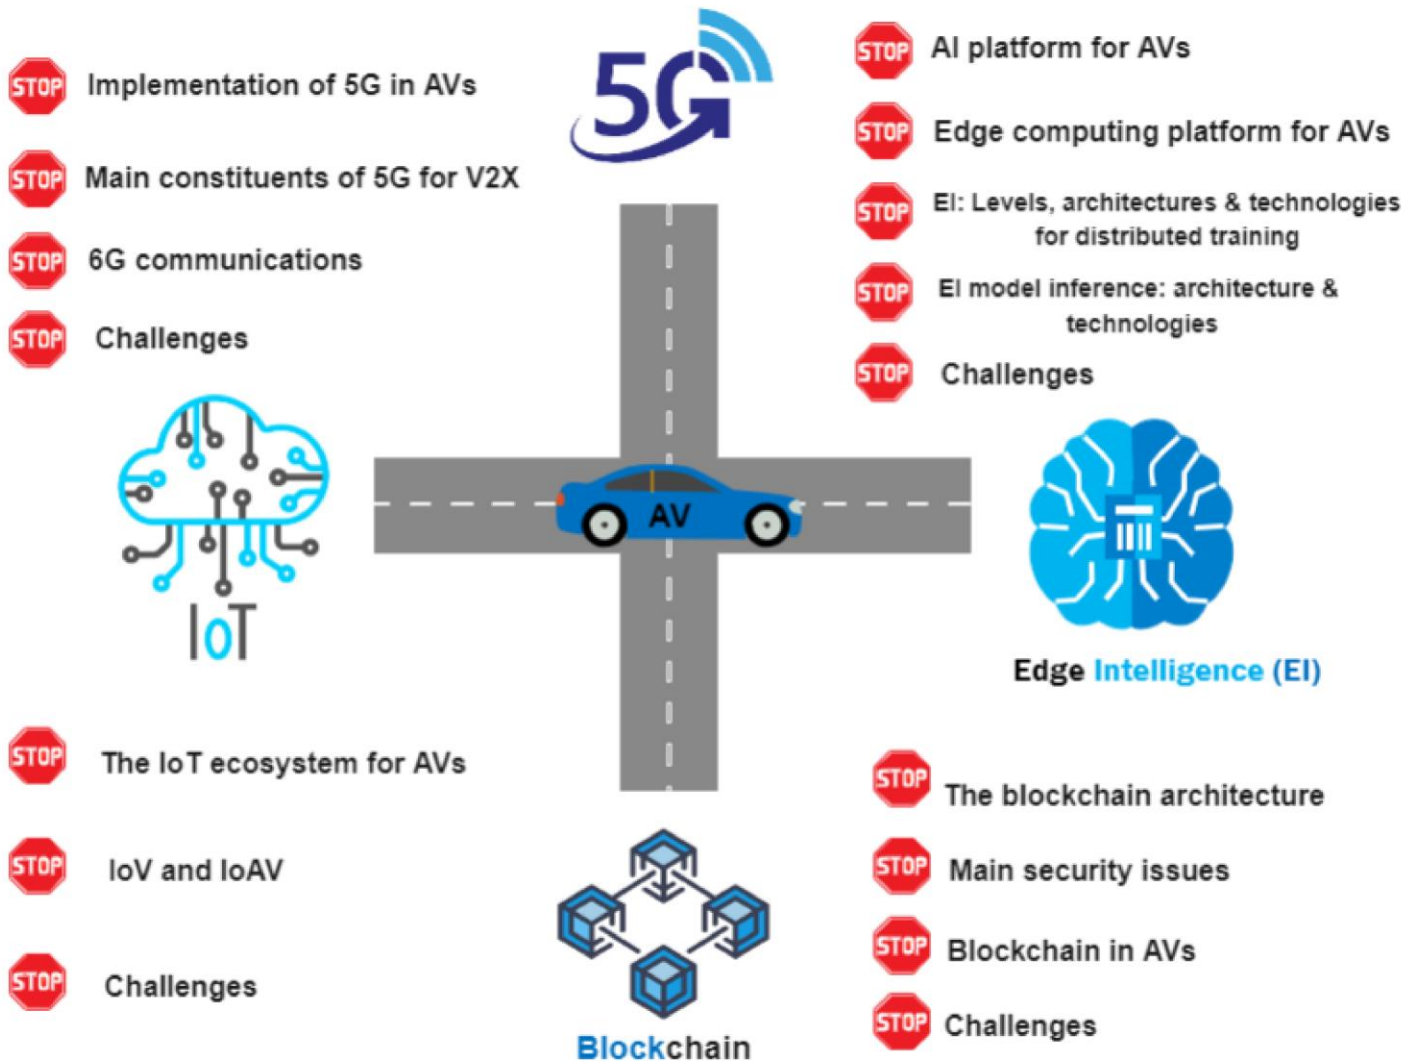 5G
STOP Implementation of 5G in AVs
STOP Main constituents of 5G for V2X
STOP 6G communications
STOP Challenges
STOP AI platform for AVs
STOP Edge computing platform for AVs
STOP EI: Levels, architectures & technologies
for distributed training
STOP EI model inference: architecture &
technologies
STOP Challenges
IoT
AV
Edge Intelligence (EI)
STOP The IoT ecosystem for AVs
STOP IoV and IoAV
STOP Challenges
STOP The blockchain architecture
STOP Main security issues
STOP Blockchain in AVs
STOP Challenges
Blockchain